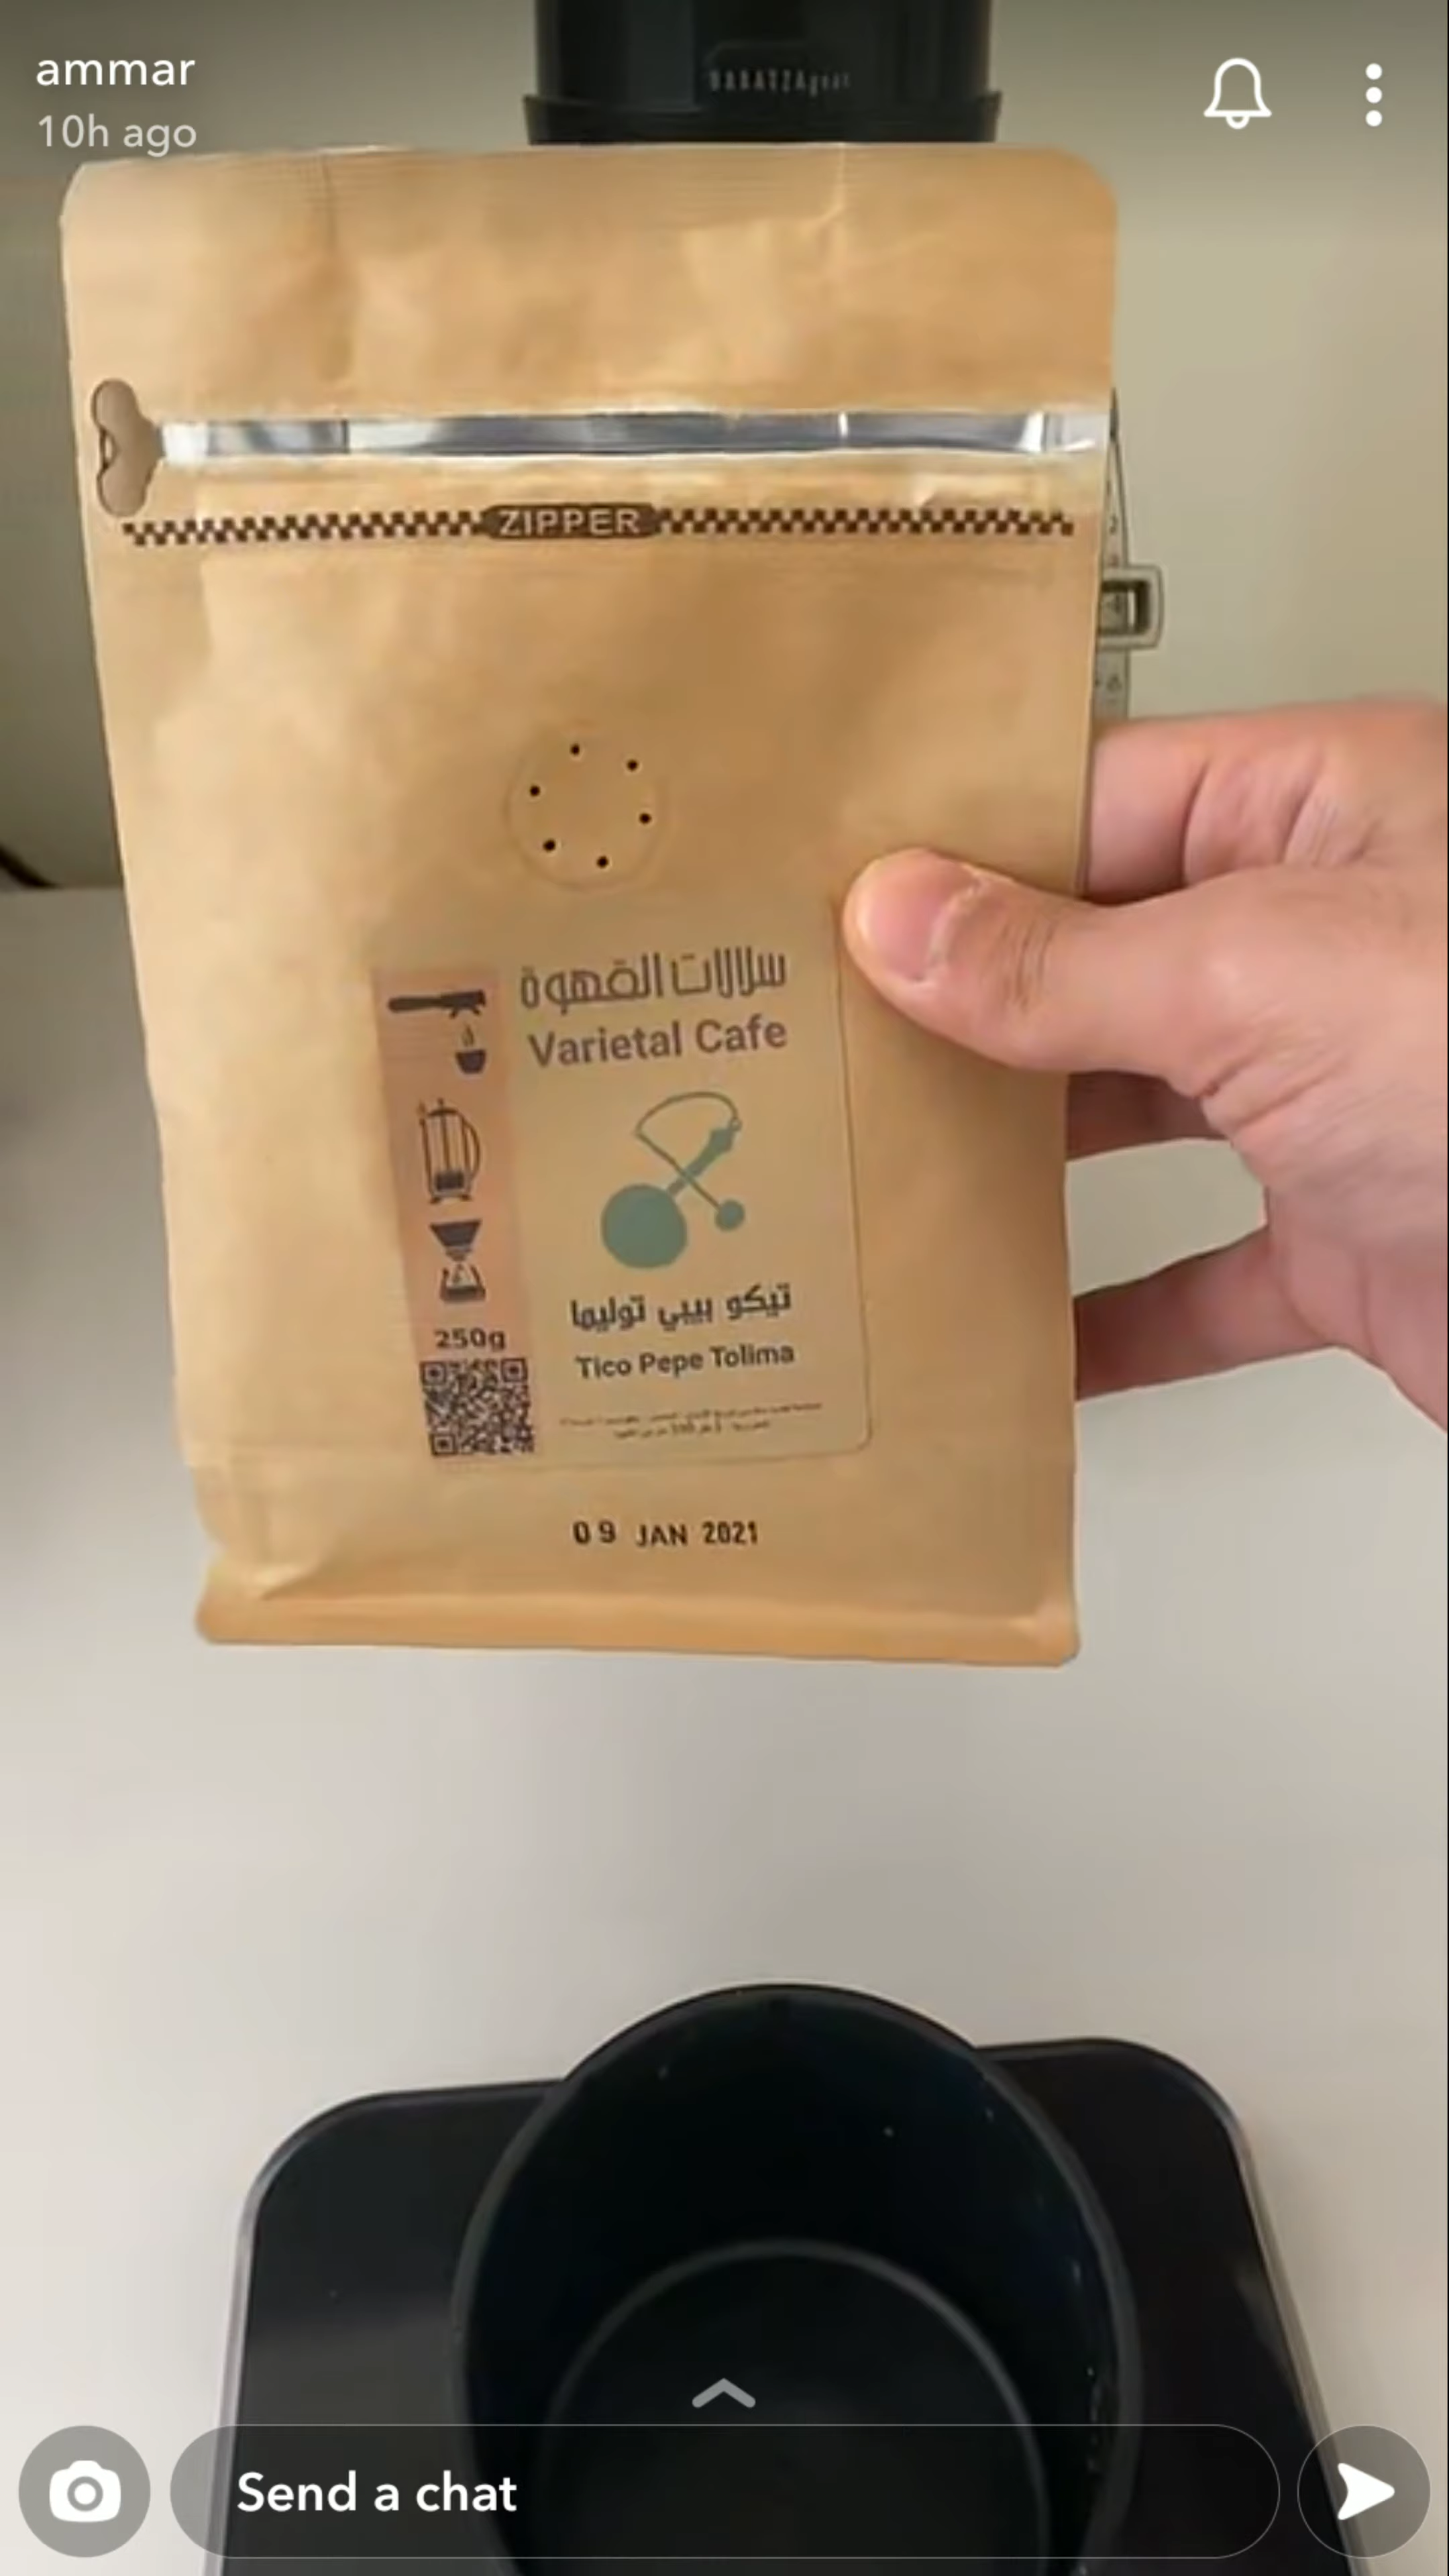 ammar
10h ago
ZIPPER
سلالات القهوة
Varietal Cafe
تيكو بيبي توليما
Tico Pepe Tolima
250g
09 JAN 2021
Send a chat